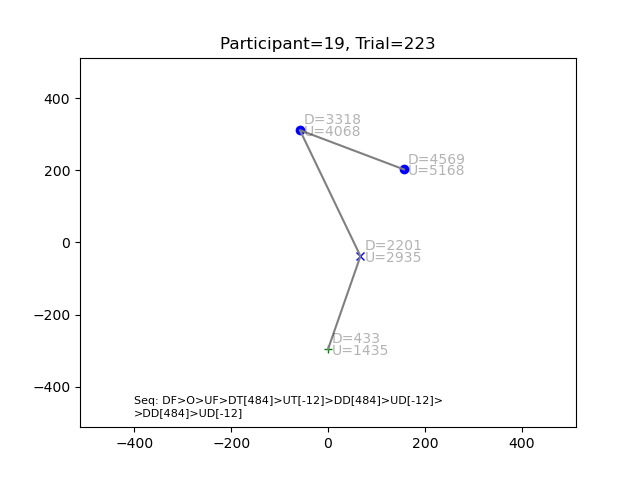 Participant=19, Trial=223
400
200
0
−200
−400
D=3318
U=4068
D=4569
U=5168
D=2201
U=2935
D=433
U=1435
Seq: DF>O>UF>DT[484]>UT[-12]>DD[484]>UD[-12]>
>DD[484]>UD[-12]
−400 −200 0 200 400